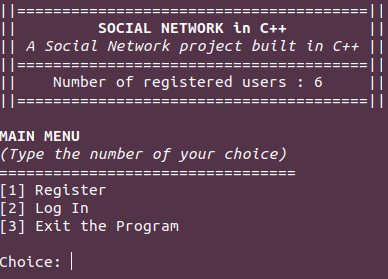 ||=======================================||
||         SOCIAL NETWORK in C++         ||
|| A Social Network project built in C++ ||
||=======================================||
||    Number of registered users : 6     ||
||=======================================||
MAIN MENU
(Type the number of your choice)
=================================
[1] Register
[2] Log In
[3] Exit the Program
Choice: